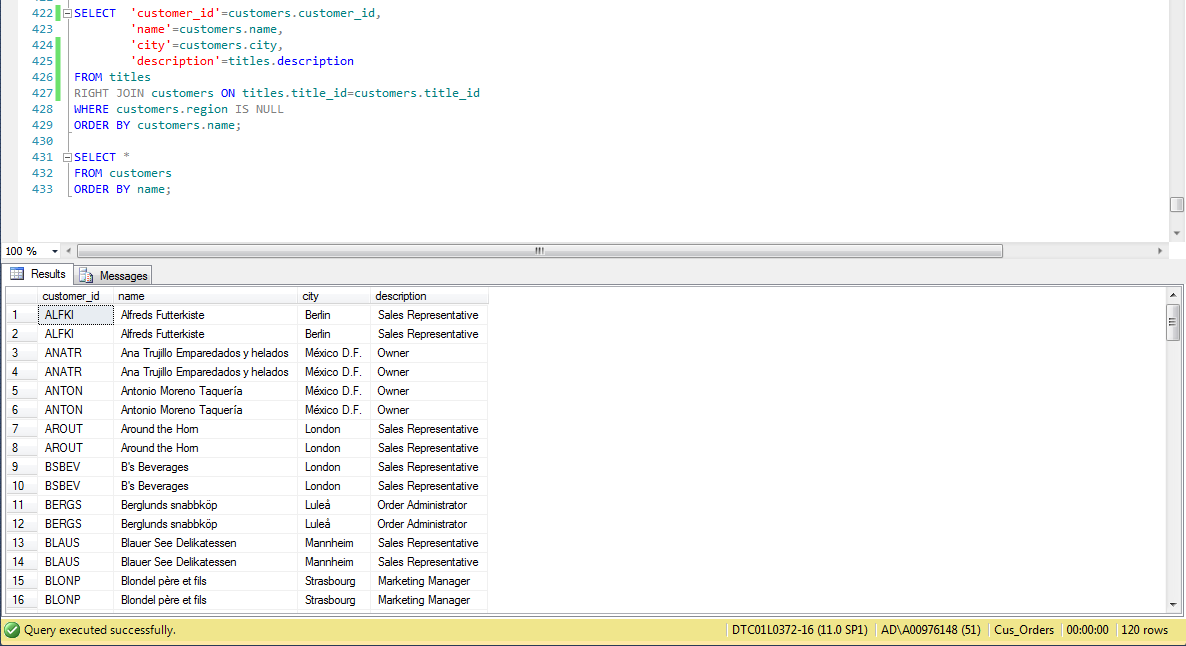 422 SELECT 'customer_id'=customers.customer_id,
423 'name'=customers.name,
424 'city'=customers.city,
425 'description'=titles.description
426 FROM titles
427 RIGHT JOIN customers ON titles.title_id=customers.title_id
428 WHERE customers.region IS NULL
429 ORDER BY customers.name;
430
431 SELECT *
432 FROM customers
433 ORDER BY name;
100 %
Results Messages
customer_id name city description
1 ALFKI Alfreds Futterkiste Berlin Sales Representative
2 ALFKI Alfreds Futterkiste Berlin Sales Representative
3 ANATR Ana Trujillo Emparedados y helados México D.F. Owner
4 ANATR Ana Trujillo Emparedados y helados México D.F. Owner
5 ANTON Antonio Moreno Taquería México D.F. Owner
6 ANTON Antonio Moreno Taquería México D.F. Owner
7 AROUT Around the Horn London Sales Representative
8 AROUT Around the Horn London Sales Representative
9 BSBEV B's Beverages London Sales Representative
10 BSBEV B's Beverages London Sales Representative
11 BERGS Berglunds snabbköp Luleå Order Administrator
12 BERGS Berglunds snabbköp Luleå Order Administrator
13 BLAUS Blauer See Delikatessen Mannheim Sales Representative
14 BLAUS Blauer See Delikatessen Mannheim Sales Representative
15 BLONP Blondel père et fils Strasbourg Marketing Manager
16 BLONP Blondel père et fils Strasbourg Marketing Manager
Query executed successfully. DTC01L0372-16 (11.0 SP1) AD\A00976148 (51) Cus_Orders 00:00:00 120 rows